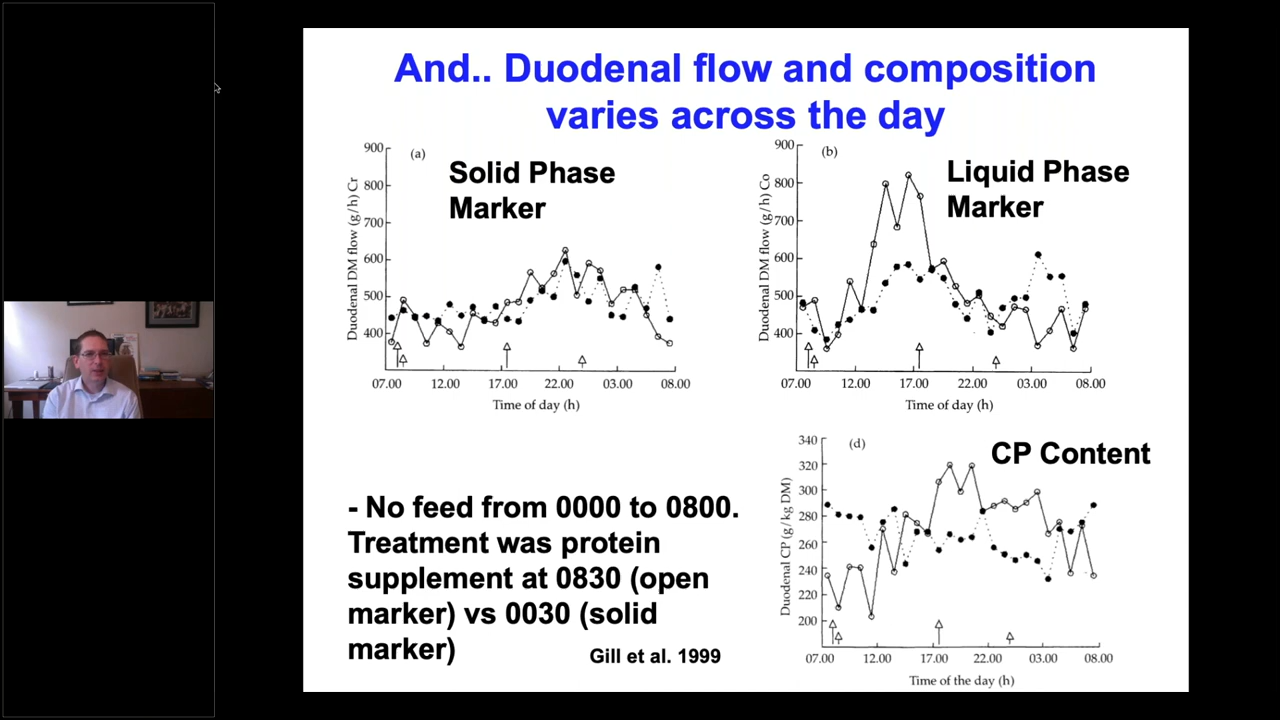 And.. Duodenal flow and composition
varies across the day
(a)
Solid Phase
Marker
Duodenal DM flow (g/h) Cr
900
800
700
600
500
400
07.00 12.00 17.00 22.00 03.00 08.00
Time of day (h)
(b)
Liquid Phase
Marker
Duodenal DM flow (g/h) Co
900
800
700
600
500
400
07.00 12.00 17.00 22.00 03.00 08.00
Time of day (h)
(d)
CP Content
Duodenal CP (g/kg DM)
340
320
300
280
260
240
220
200
07.00 12.00 17.00 22.00 03.00 08.00
Time of the day (h)
- No feed from 0000 to 0800.
Treatment was protein
supplement at 0830 (open
marker) vs 0030 (solid
marker)
Gill et al. 1999